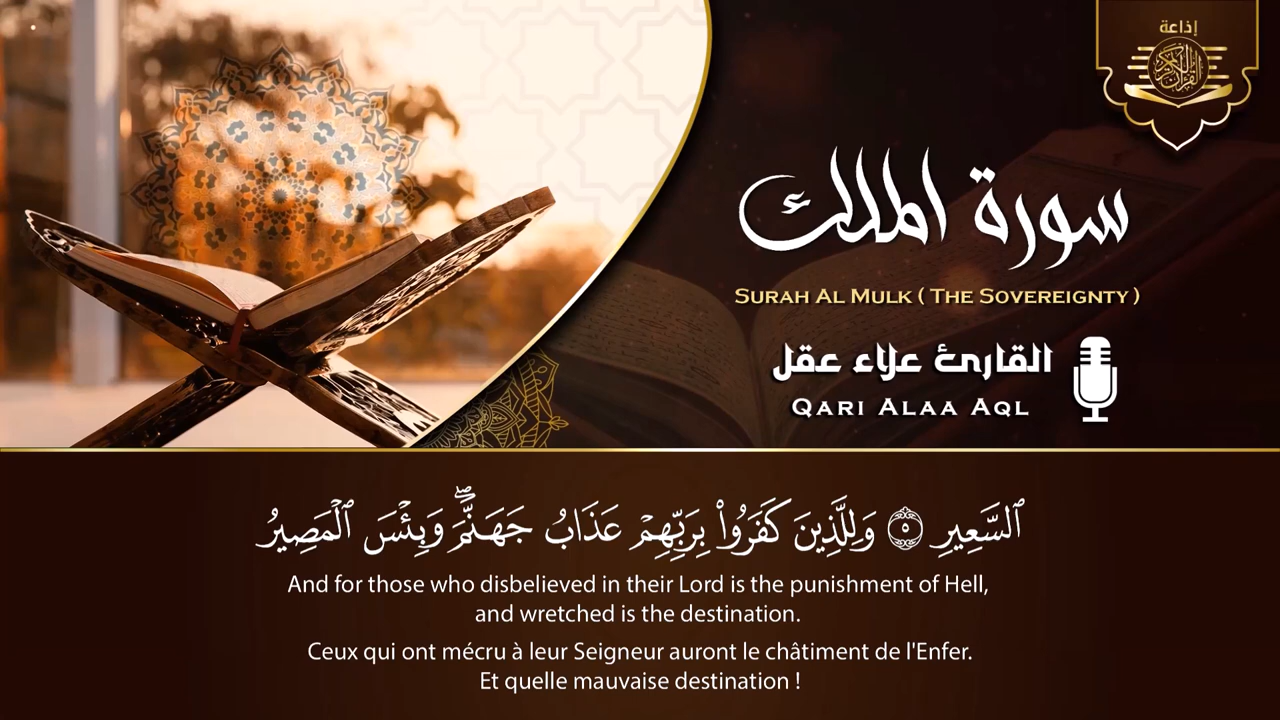 إذاعة
القرآن الكريم
سورة الملك
SURAH AL MULK ( THE SOVEREIGNTY )
القارئ علاء عقل
QARI ALAA AQL
ٱلسَّعِيرِ ٥ وَلِلَّذِينَ كَفَرُوا۟ بِرَبِّهِمْ عَذَابُ جَهَنَّمَ ۖ وَبِئْسَ ٱلْمَصِيرُ
And for those who disbelieved in their Lord is the punishment of Hell,
and wretched is the destination.
Ceux qui ont mécru à leur Seigneur auront le châtiment de l'Enfer.
Et quelle mauvaise destination !